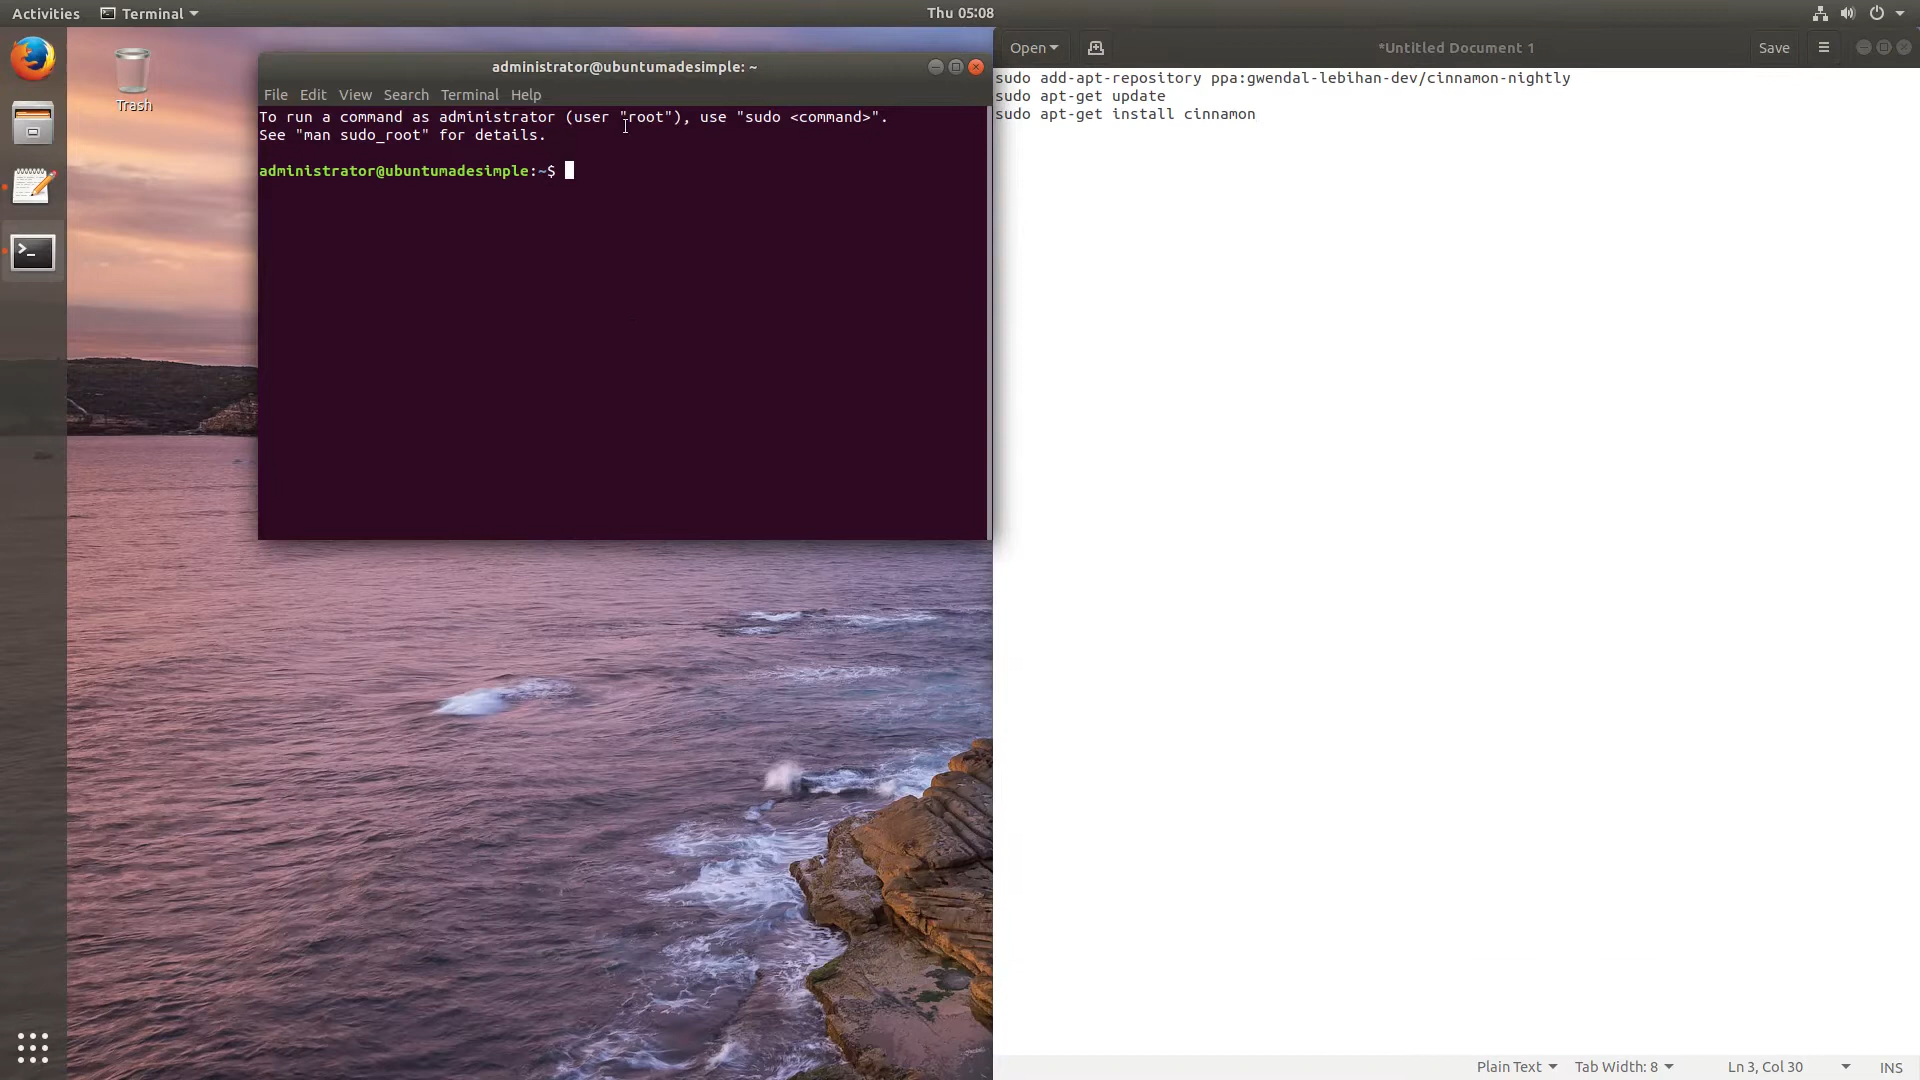 Activities
Terminal
Thu 05:08
Trash
administrator@ubuntumadesimple: ~
File Edit View Search Terminal Help
To run a command as administrator (user "root"), use "sudo <command>".
See "man sudo_root" for details.
administrator@ubuntumadesimple:~$
Open
*Untitled Document 1
Save
sudo add-apt-repository ppa:gwendal-lebihan-dev/cinnamon-nightly
sudo apt-get update
sudo apt-get install cinnamon
Plain Text
Tab Width: 8
Ln 3, Col 30
INS